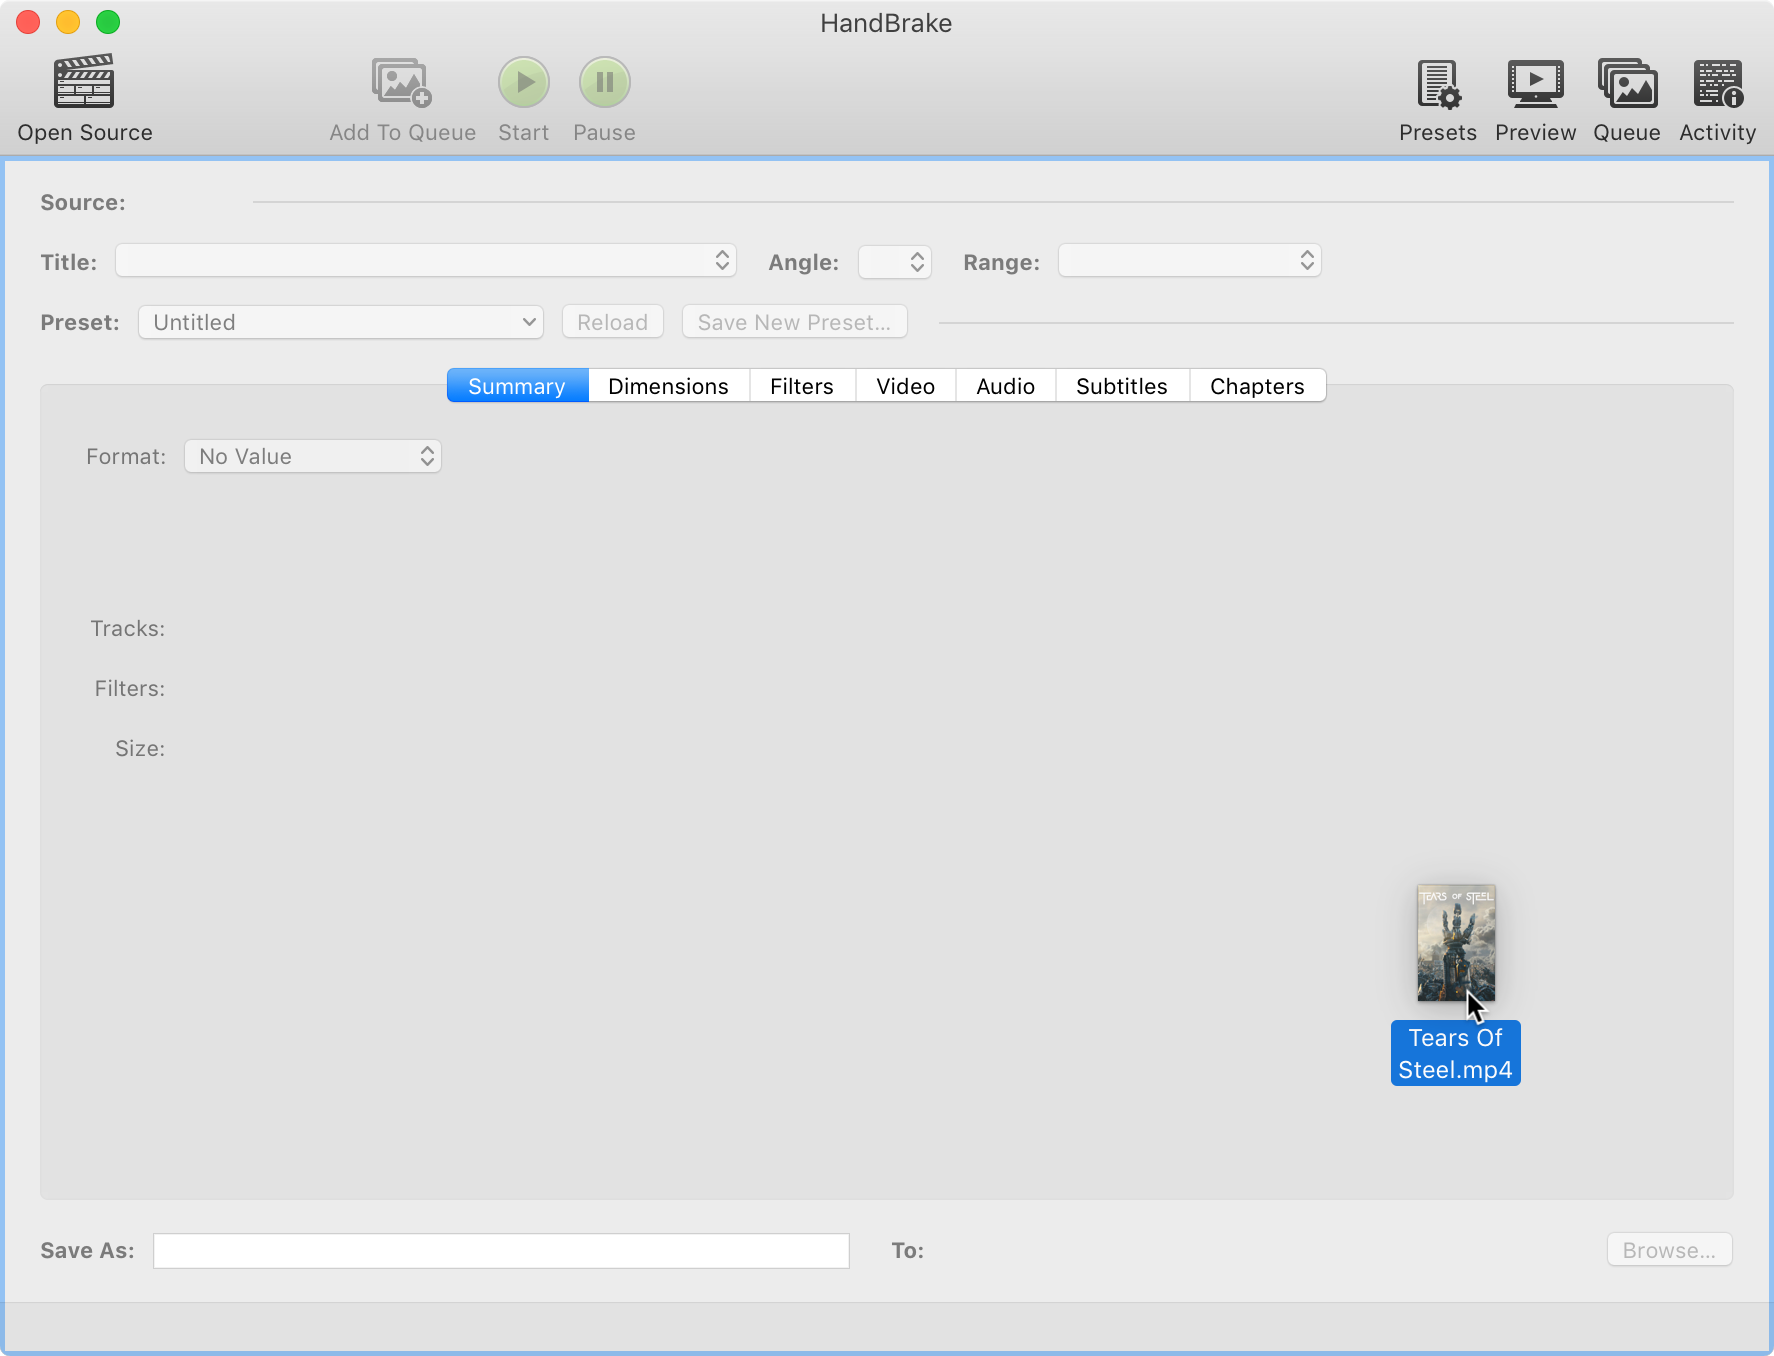 HandBrake
Open Source
Add To Queue
Start
Pause
Presets
Preview
Queue
Activity
Source:
Title:
Angle:
Range:
Preset:
Untitled
Reload
Save New Preset...
Summary
Dimensions
Filters
Video
Audio
Subtitles
Chapters
Format:
No Value
Tracks:
Filters:
Size:
TEARS OF STEEL
Tears Of
Steel.mp4
Save As:
To:
Browse...